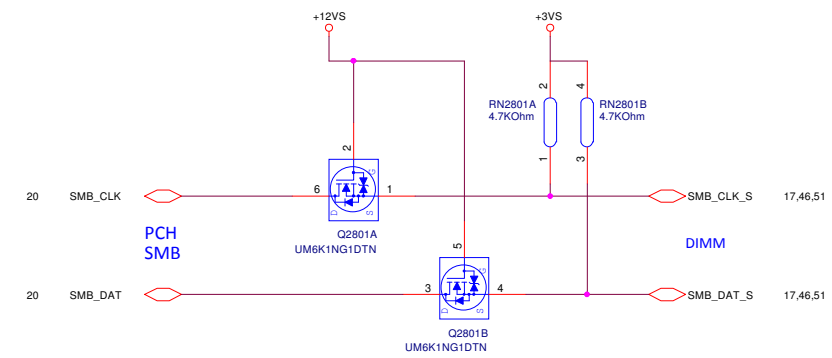 +12VS
+3VS
2
4
RN2801A
4.7KOhm
RN2801B
4.7KOhm
1
3
2
G
20
SMB_CLK
6
1
SMB_CLK_S
17,46,51
D
S
PCH
SMB
Q2801A
UM6K1NG1DTN
5
DIMM
G
20
SMB_DAT
3
4
SMB_DAT_S
17,46,51
D
S
Q2801B
UM6K1NG1DTN